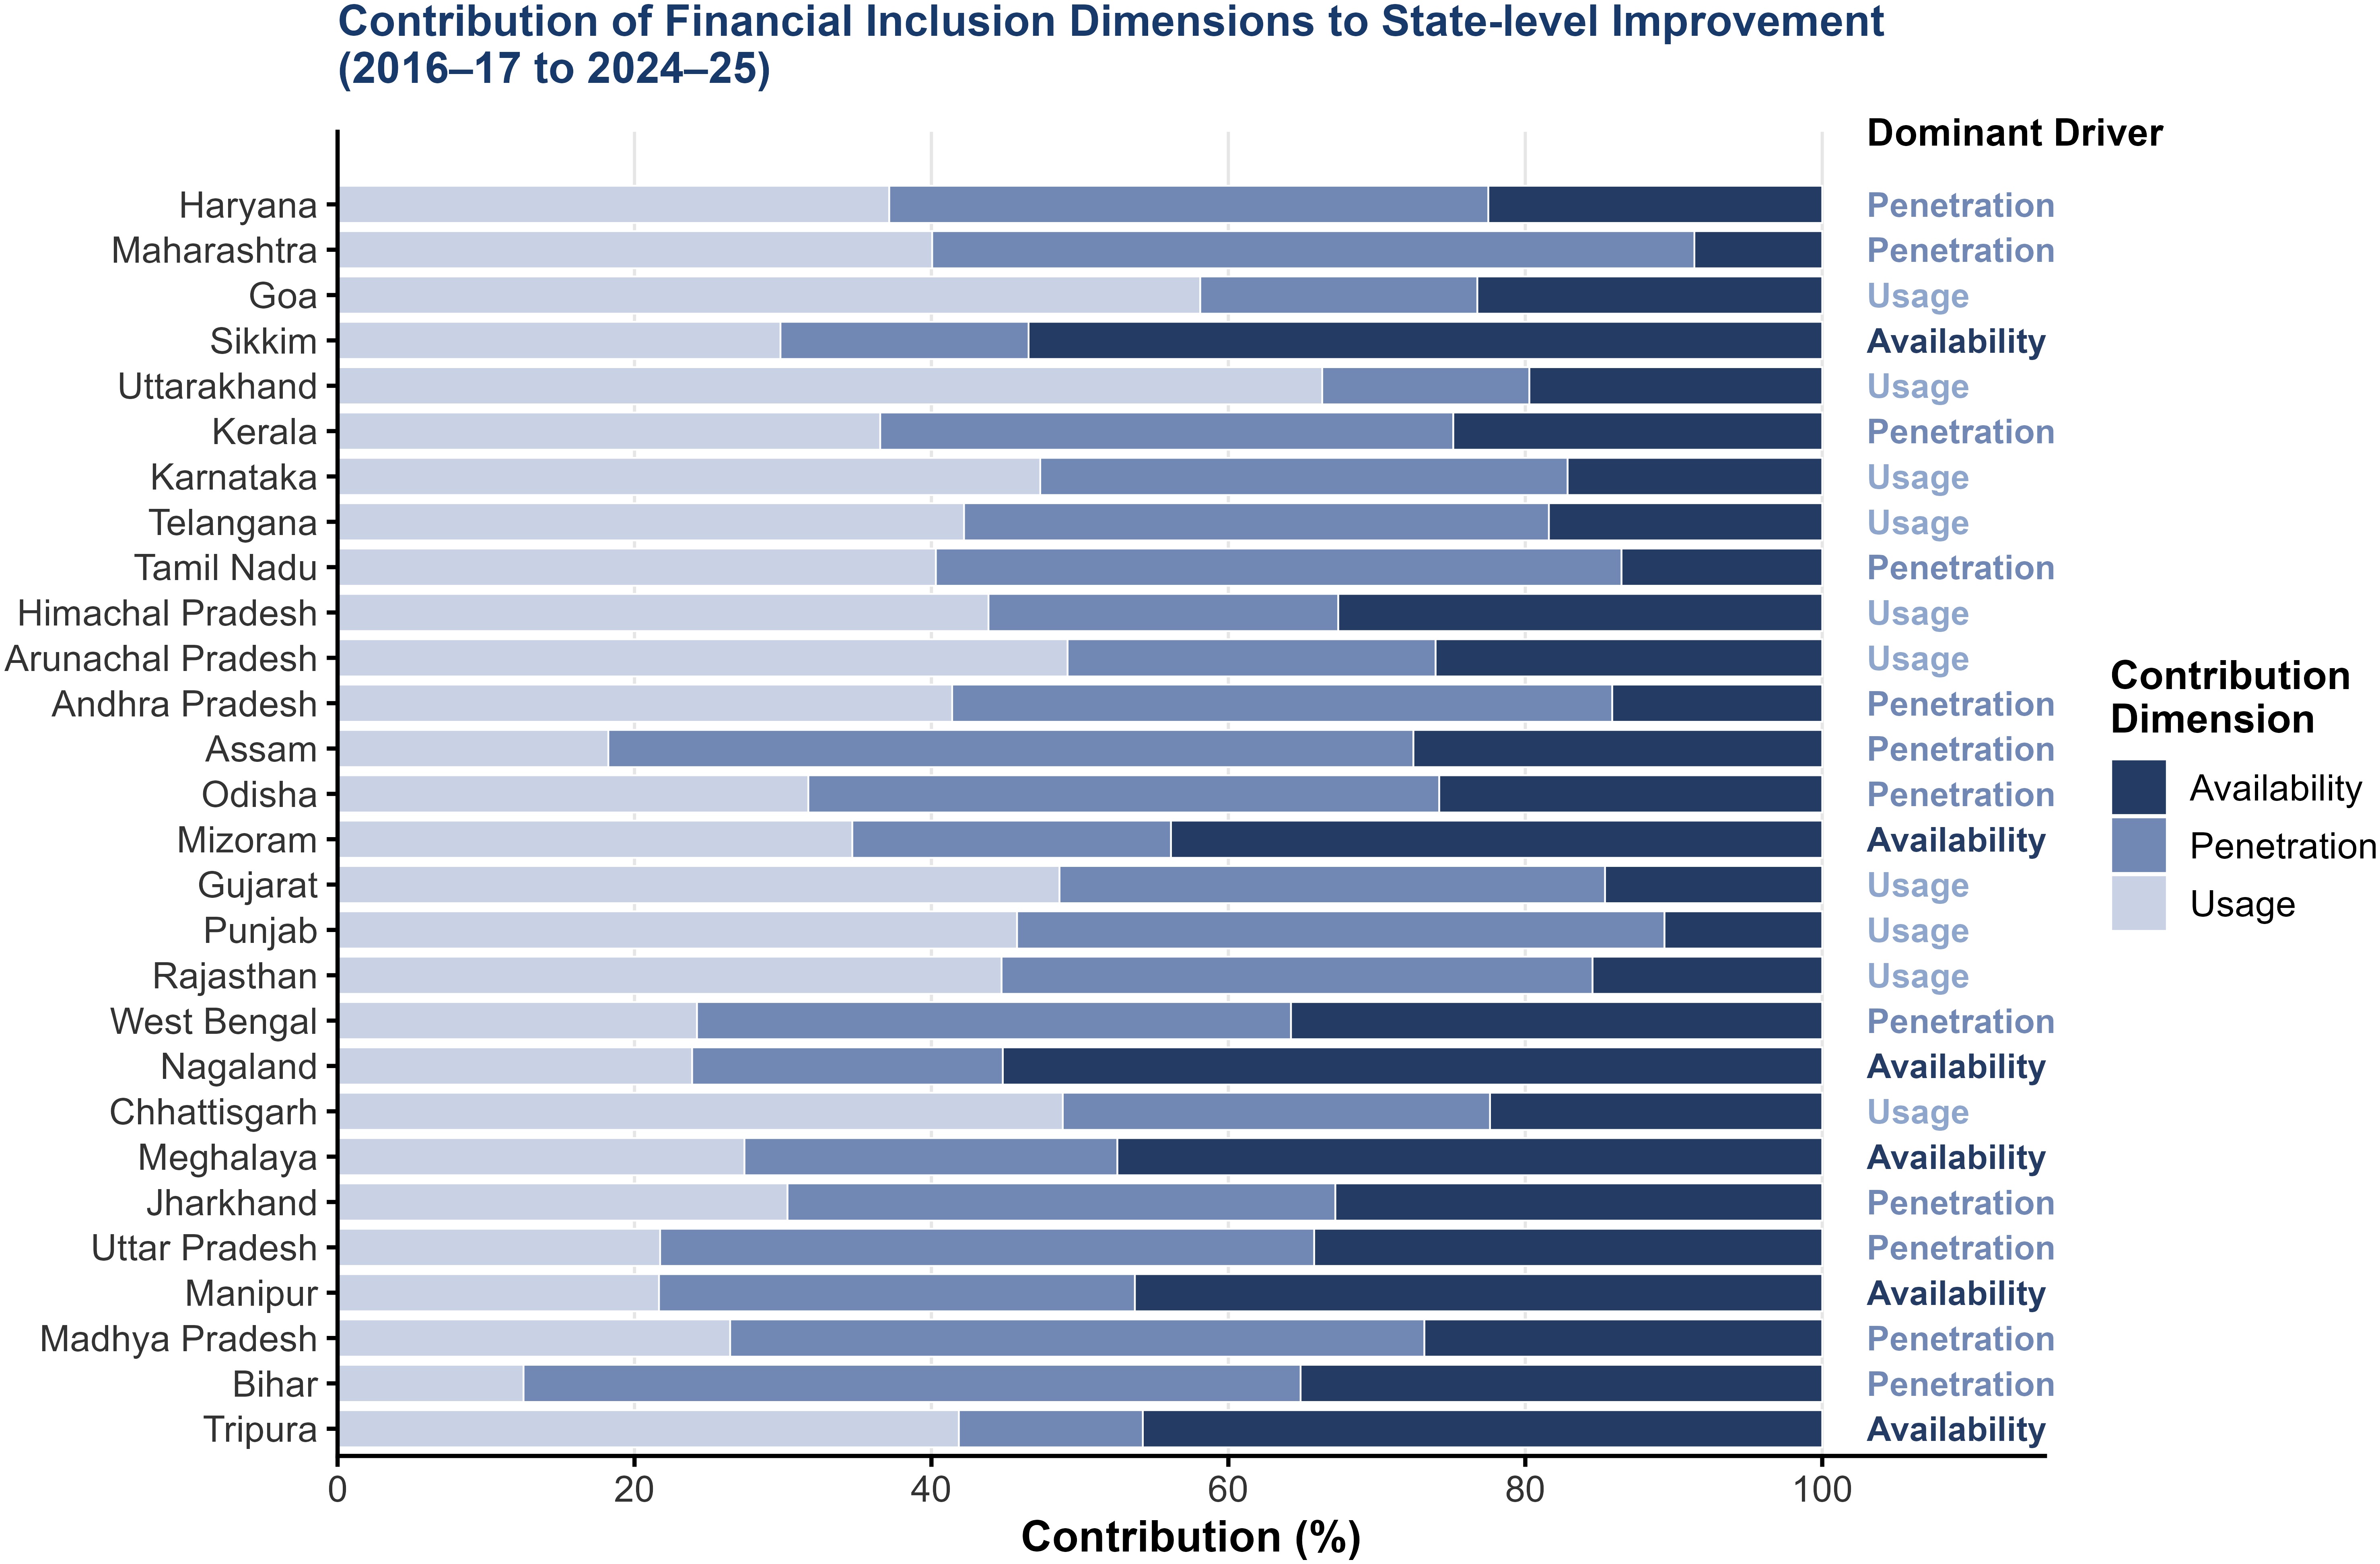 Contribution of Financial Inclusion Dimensions to State-level Improvement
(2016–17 to 2024–25)
Dominant Driver
Haryana Penetration
Maharashtra Penetration
Goa Usage
Sikkim Availability
Uttarakhand Usage
Kerala Penetration
Karnataka Usage
Telangana Usage
Tamil Nadu Penetration
Himachal Pradesh Usage
Arunachal Pradesh Usage
Andhra Pradesh Penetration
Assam Penetration
Odisha Penetration
Mizoram Availability
Gujarat Usage
Punjab Usage
Rajasthan Usage
West Bengal Penetration
Nagaland Availability
Chhattisgarh Usage
Meghalaya Availability
Jharkhand Penetration
Uttar Pradesh Penetration
Manipur Availability
Madhya Pradesh Penetration
Bihar Penetration
Tripura Availability
0 20 40 60 80 100
Contribution (%)
Contribution
Dimension
Availability
Penetration
Usage